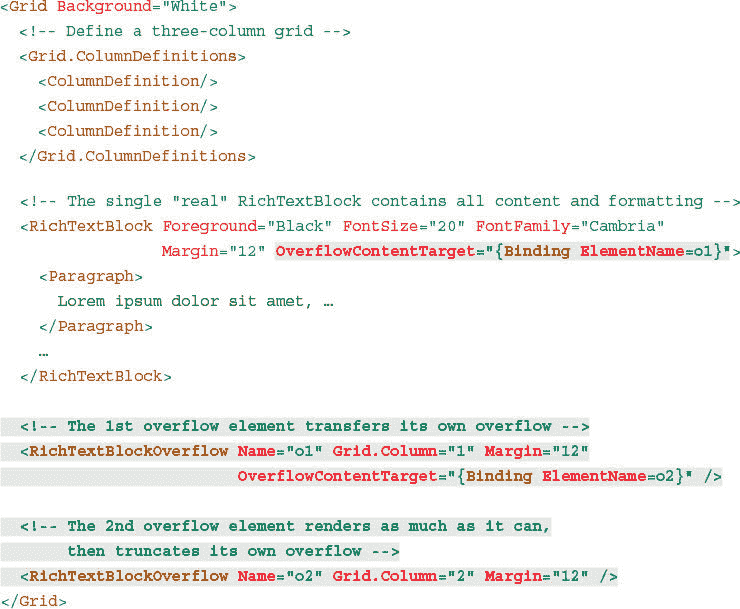 <Grid Background="White">
  <!-- Define a three-column grid -->
  <Grid.ColumnDefinitions>
    <ColumnDefinition/>
    <ColumnDefinition/>
    <ColumnDefinition/>
  </Grid.ColumnDefinitions>

  <!-- The single "real" RichTextBlock contains all content and formatting -->
  <RichTextBlock Foreground="Black" FontSize="20" FontFamily="Cambria"
                 Margin="12" OverflowContentTarget="{Binding ElementName=o1}">
    <Paragraph>
      Lorem ipsum dolor sit amet, …
    </Paragraph>
    …
  </RichTextBlock>

  <!-- The 1st overflow element transfers its own overflow -->
  <RichTextBlockOverflow Name="o1" Grid.Column="1" Margin="12"
                         OverflowContentTarget="{Binding ElementName=o2}" />

  <!-- The 2nd overflow element renders as much as it can,
       then truncates its own overflow -->
  <RichTextBlockOverflow Name="o2" Grid.Column="2" Margin="12" />
</Grid>